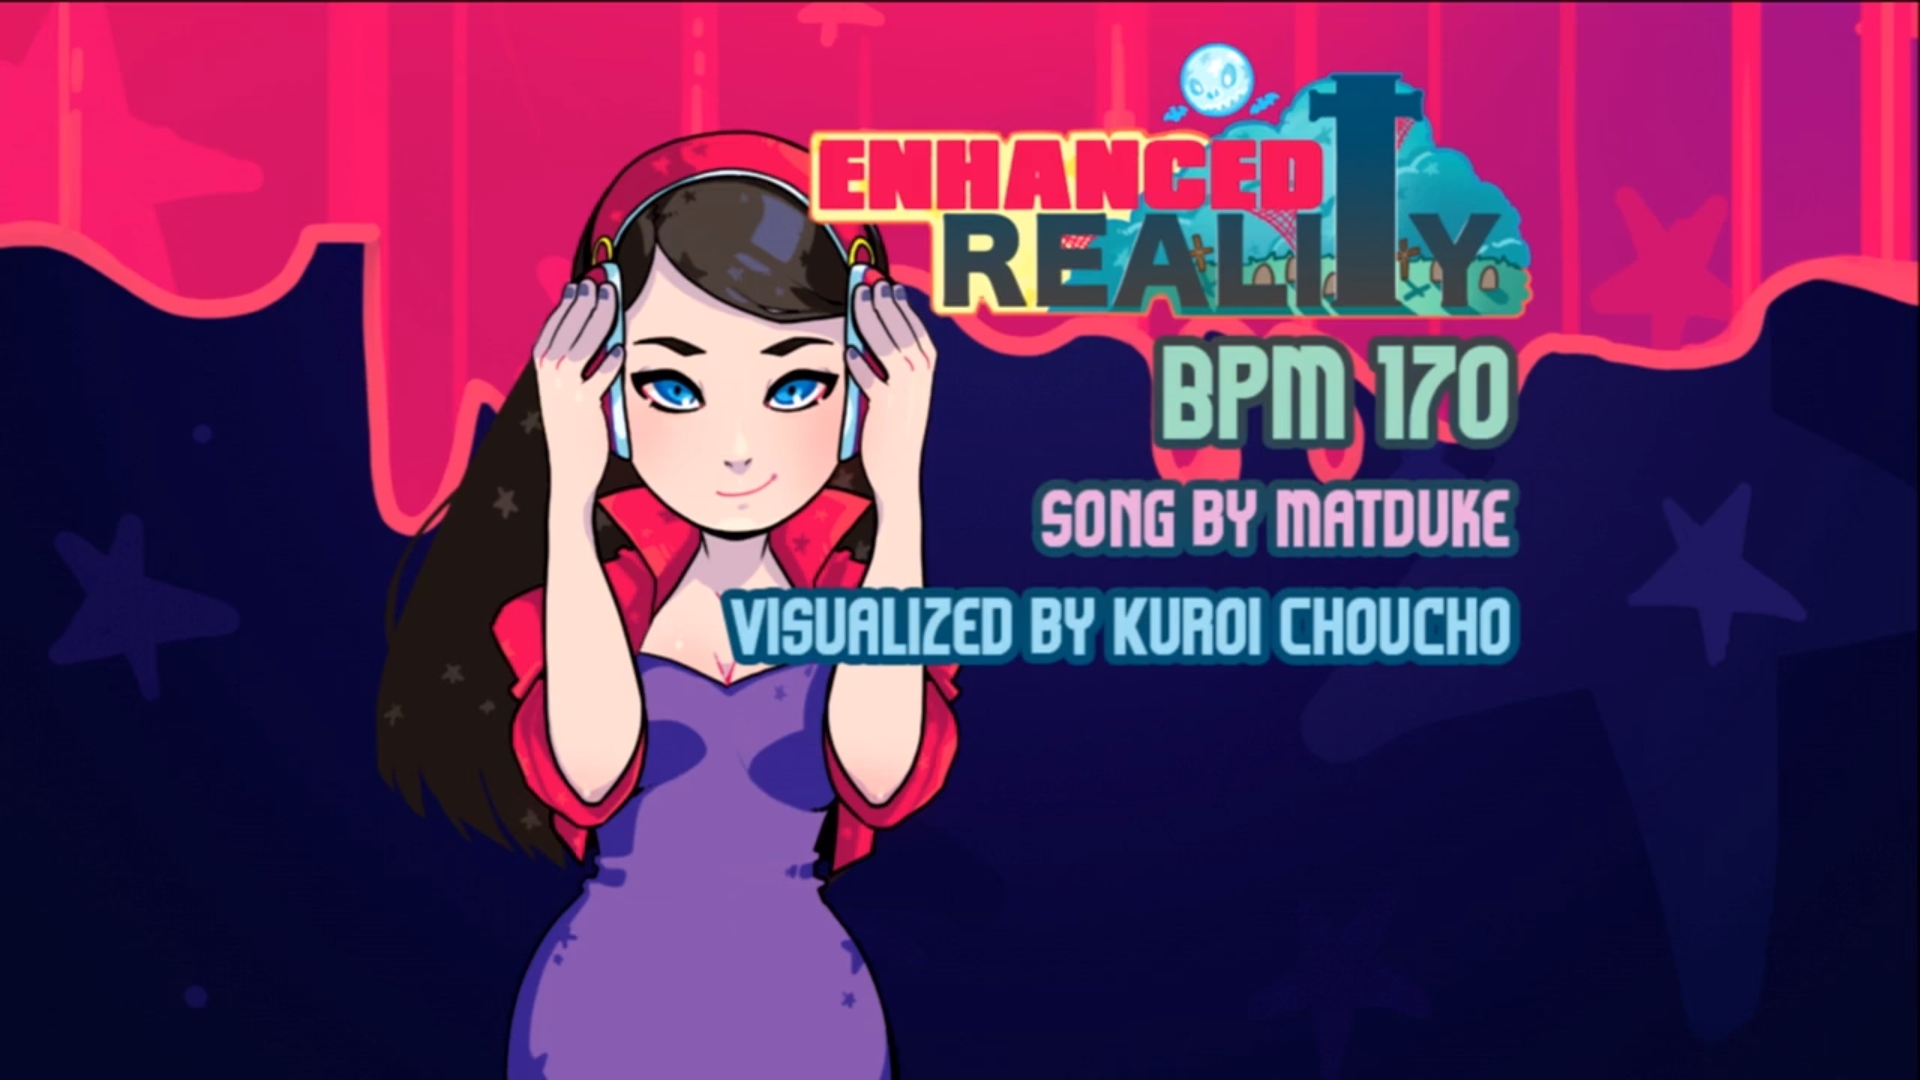 ENHANCED
REALITY
BPM 170
SONG BY MATDUKE
VISUALIZED BY KUROI CHOUCHO